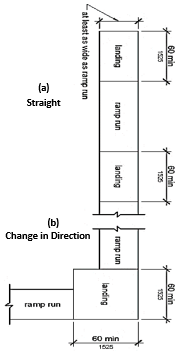 at least as wide as ramp run
(a)
Straight
landing
60 min
1525
ramp run
landing
60 min
1525
(b)
Change in Direction
ramp run
ramp run
landing
60 min
1525
60 min
1525